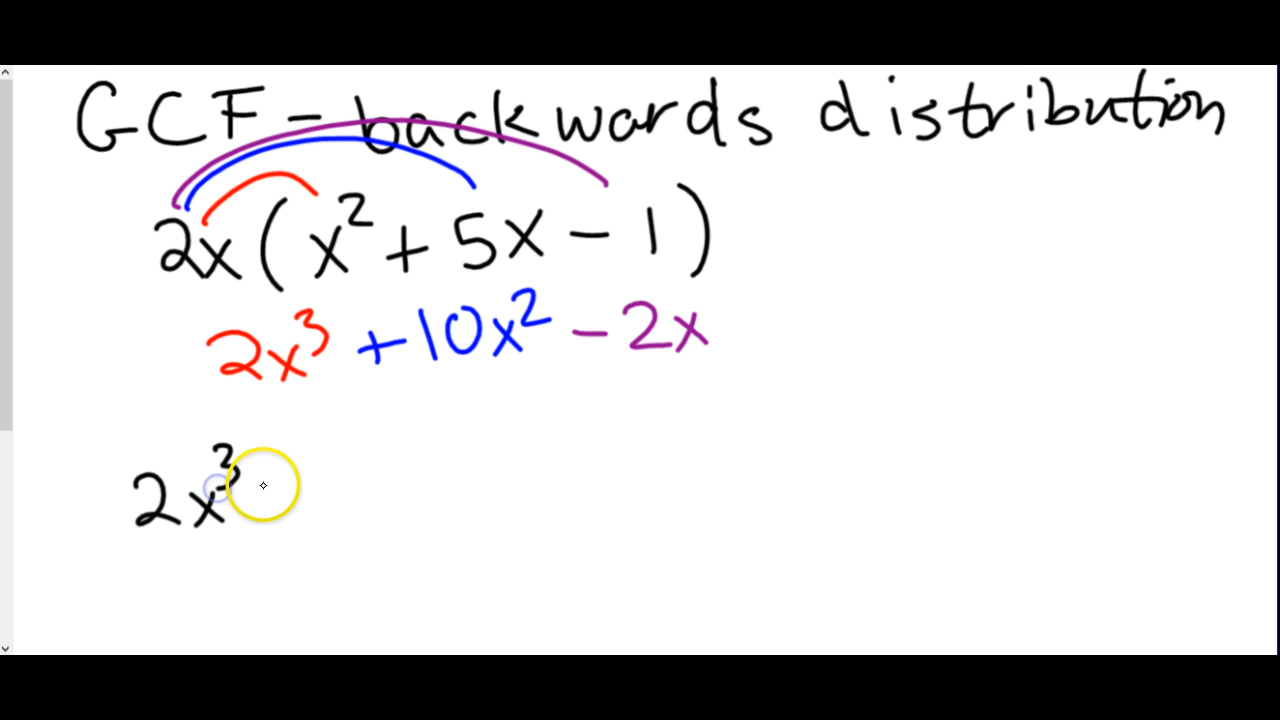 GCF - backwards distribution
2x(x² + 5x - 1)
2x³ + 10x² - 2x
2x³